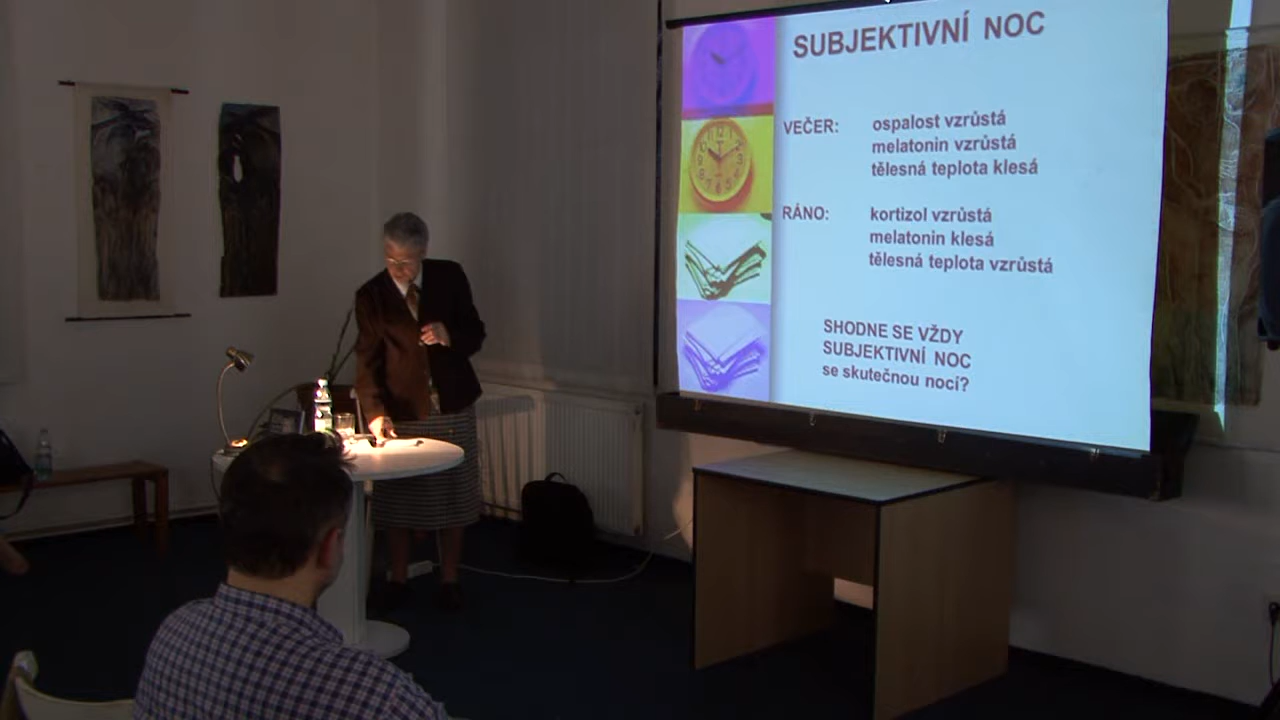 SUBJEKTIVNÍ NOC
VEČER: ospalost vzrůstá
melatonin vzrůstá
tělesná teplota klesá
RÁNO: kortizol vzrůstá
melatonin klesá
tělesná teplota vzrůstá
SHODNE SE VŽDY
SUBJEKTIVNÍ NOC
se skutečnou nocí?